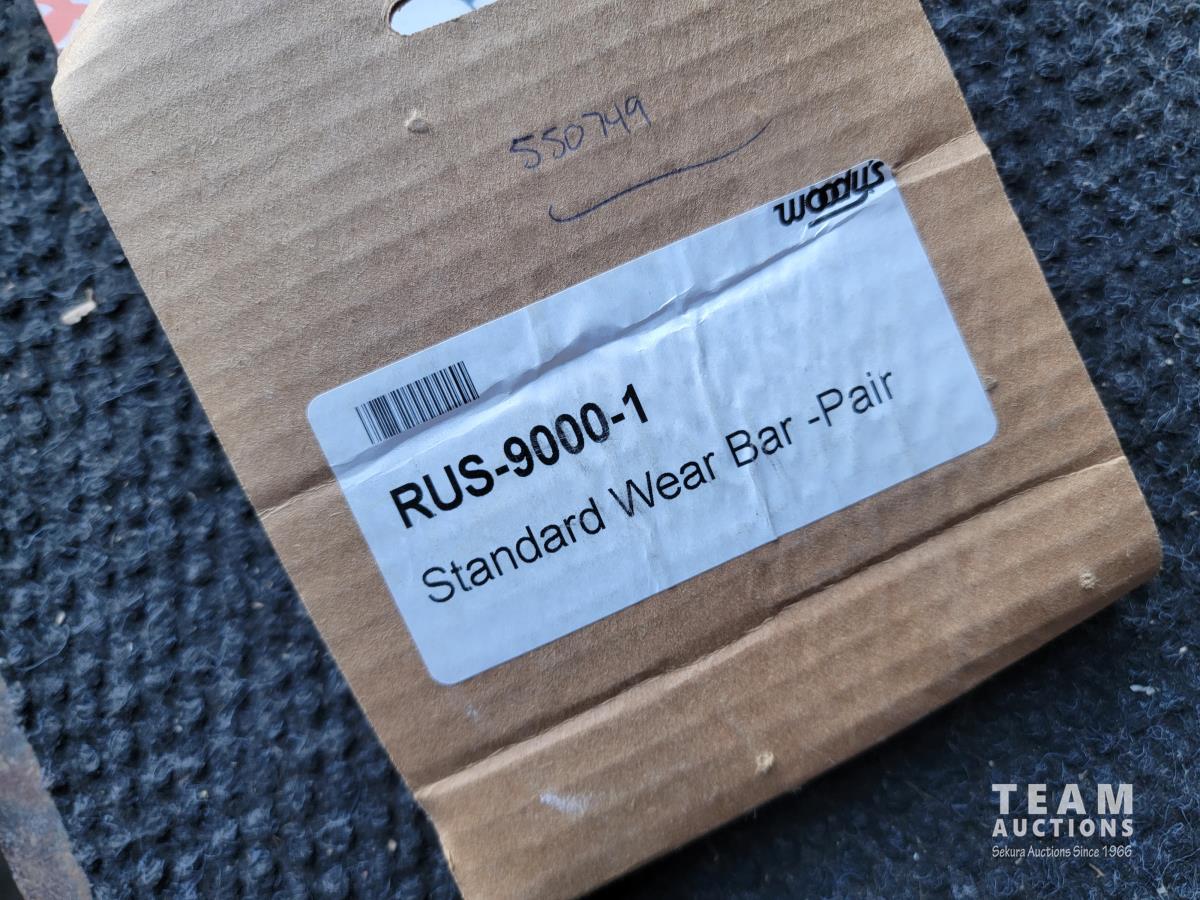 550749
woody's
RUS-9000-1
Standard Wear Bar -Pair
TEAM
AUCTIONS
Sekura Auctions Since 1966